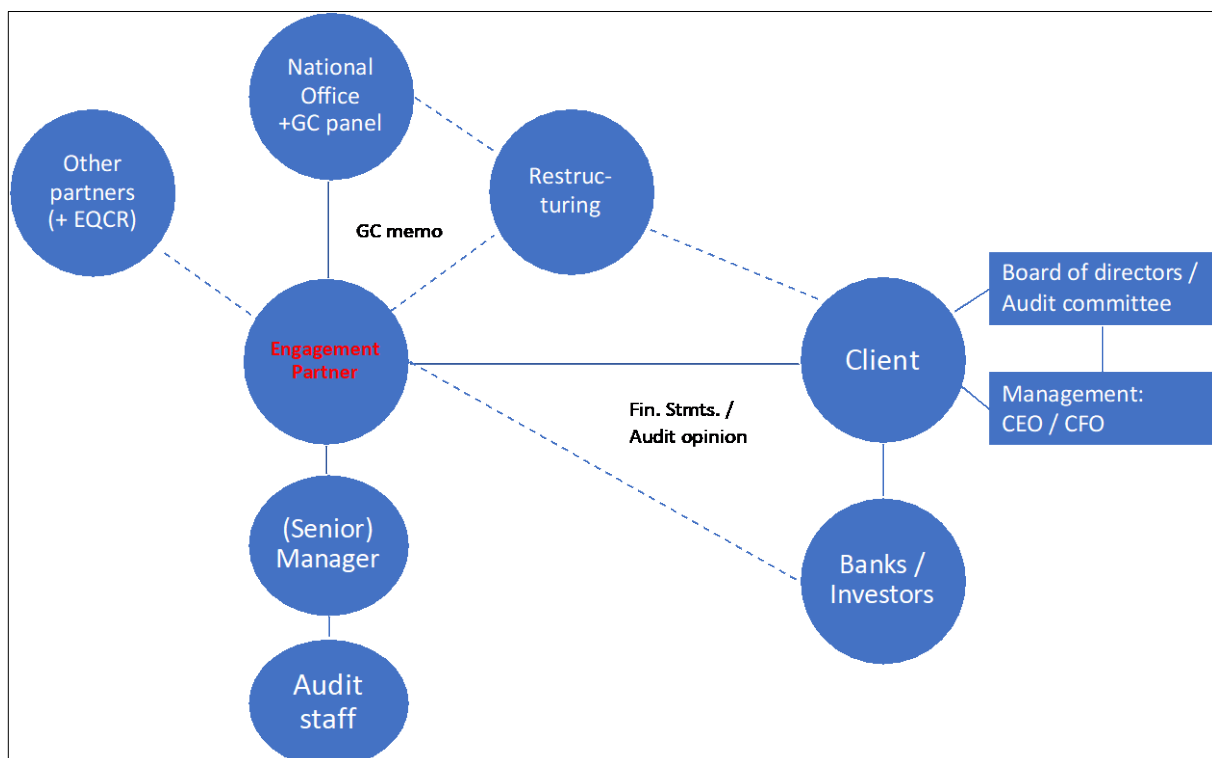 National
Office
+GC panel
Other
partners
(+ EQCR)
Restruc-
turing
GC memo
Board of directors /
Audit committee
Engagement
Partner
Client
Management:
CEO / CFO
Fin. Stmts. /
Audit opinion
(Senior)
Manager
Banks /
Investors
Audit
staff